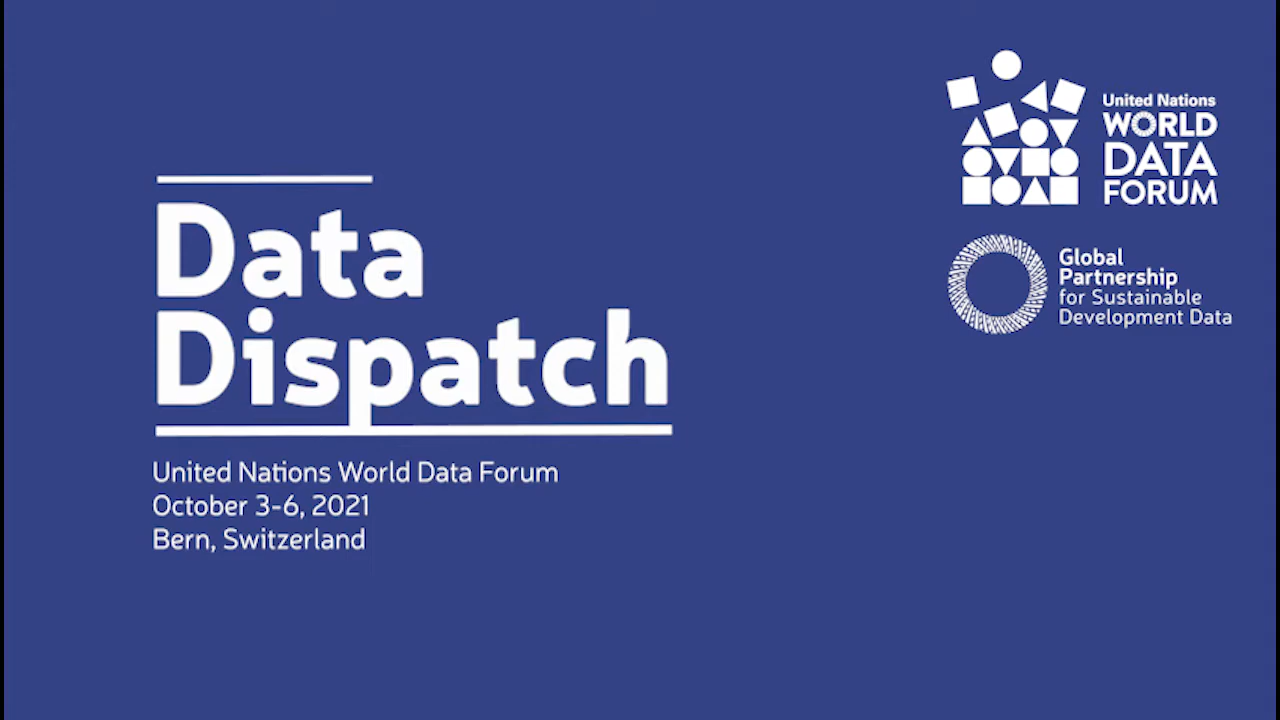 Data
Dispatch
United Nations World Data Forum
October 3-6, 2021
Bern, Switzerland
United Nations
WORLD
DATA
FORUM
Global
Partnership
for Sustainable
Development Data